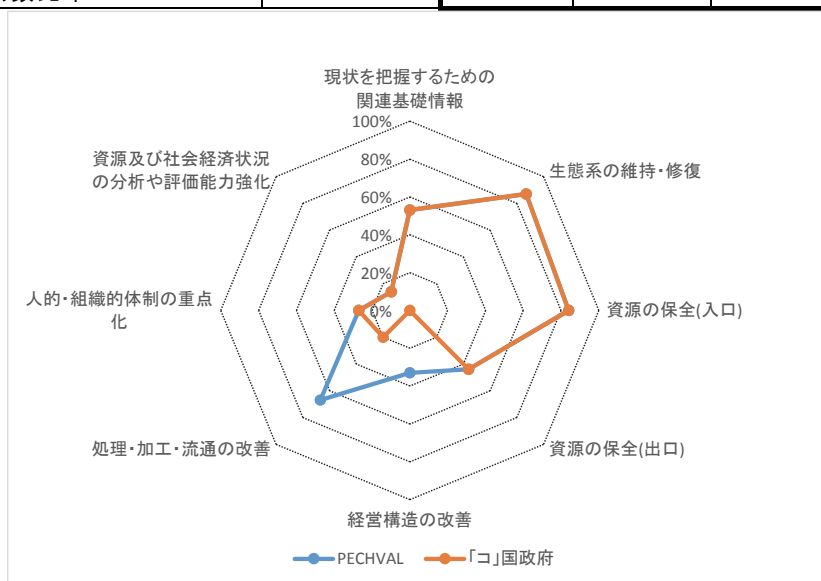 現状を把握するための
関連基礎情報
100%
資源及び社会経済状況
の分析や評価能力強化
80%
生態系の維持・修復
60%
40%
20%
人的・組織的体制の重点
化
0%
資源の保全(入口)
処理・加工・流通の改善
資源の保全(出口)
経営構造の改善
PECHVAL
「コ」国政府